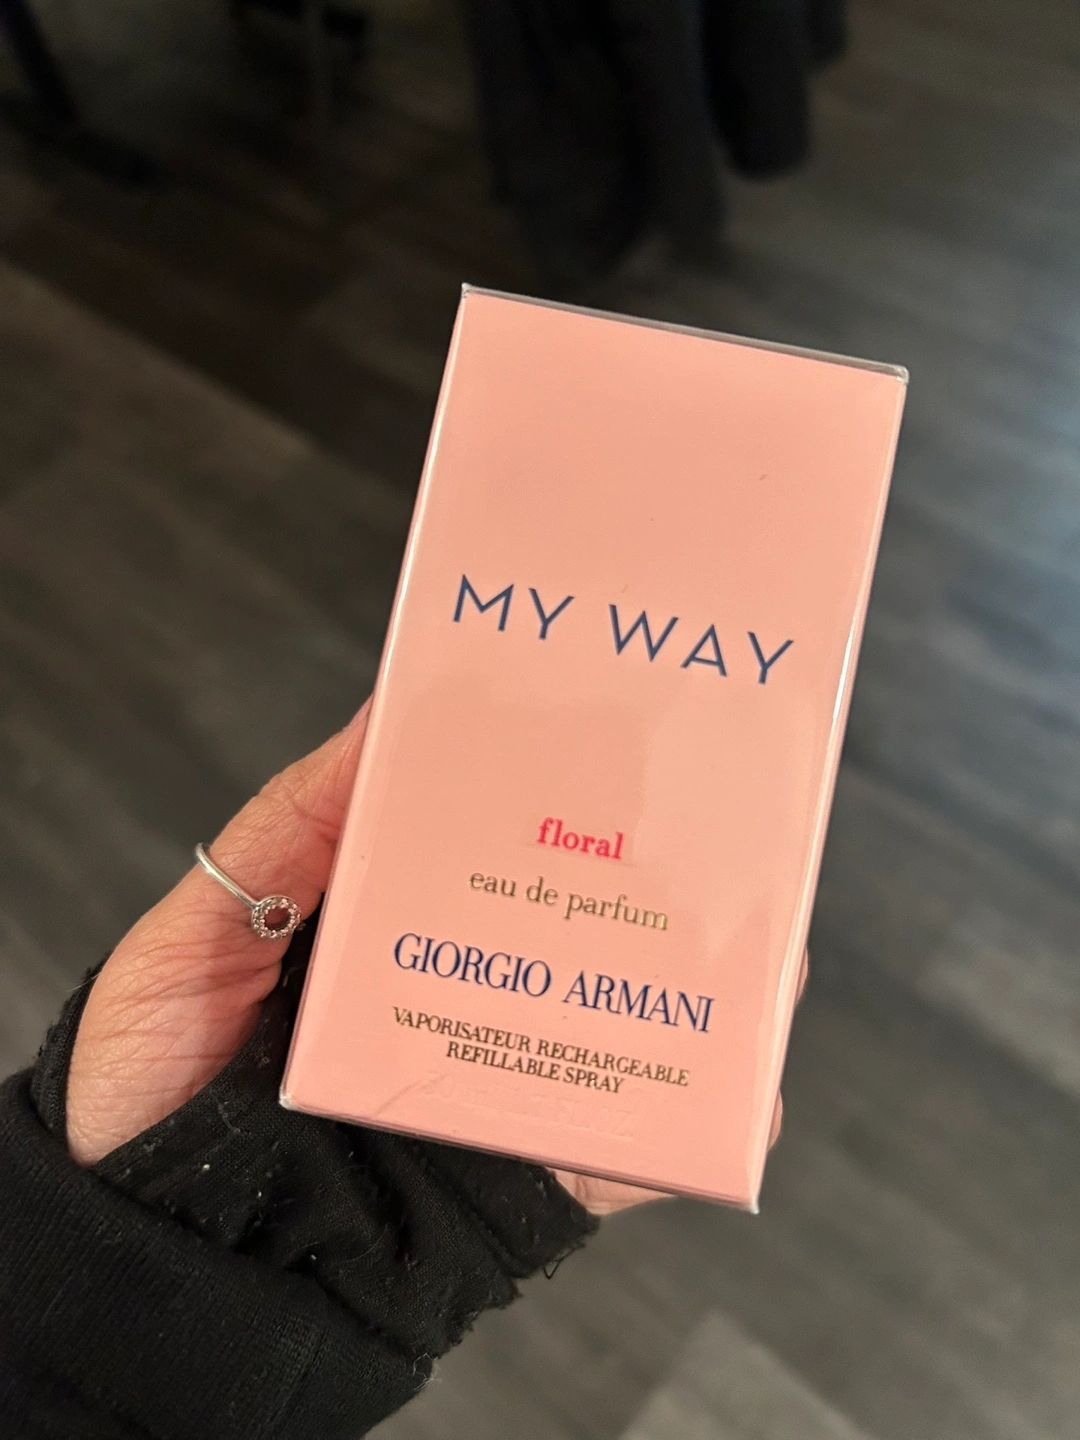 MY WAY
floral
eau de parfum
GIORGIO ARMANI
VAPORISATEUR RECHARGEABLE
REFILLABLE SPRAY